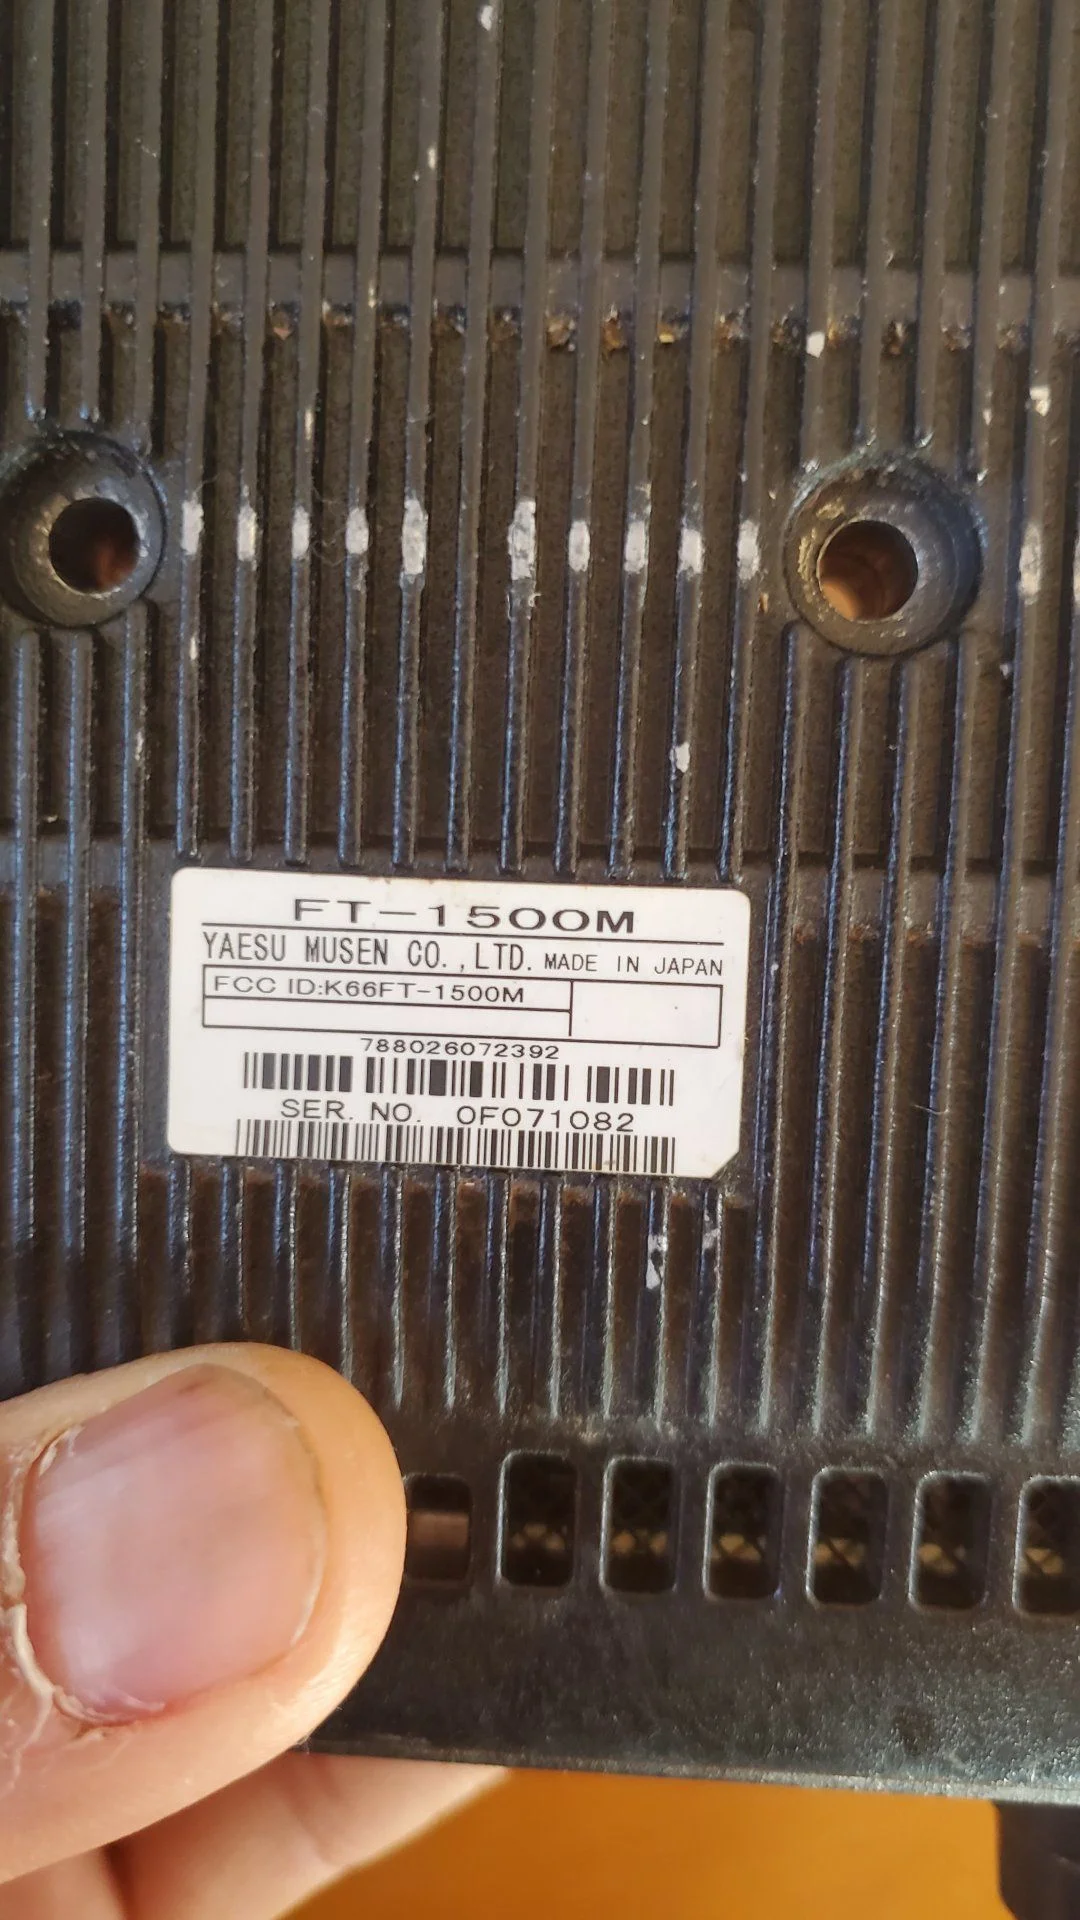 FT-1500M
YAESU MUSEN CO.,LTD. MADE IN JAPAN
FCC ID:K66FT-1500M
788026072392
SER. NO. 0F071082